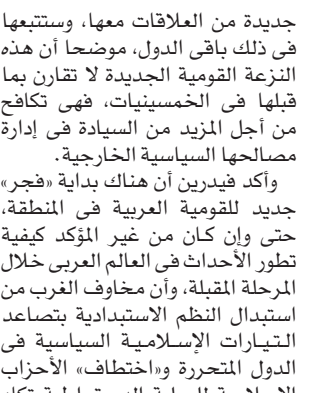 جديدة من العلاقات معها، وستتبعها
فى ذلك باقى الدول، موضحا أن هذه
النزعة القومية الجديدة لا تقارن بما
قبلها فى الخمسينيات، فهى تكافح
من أجل المزيد من السيادة فى إدارة
مصالحها السياسية الخارجية.
وأكد فيدرين أن هناك بداية «فجر»
جديد للقومية العربية فى المنطقة،
حتى وإن كان من غير المؤكد كيفية
تطور الأحداث فى العالم العربى خلال
المرحلة المقبلة، وأن مخاوف الغرب من
استبدال النظم الاستبدادية بتصاعد
التيارات الإسلامية السياسية فى
الدول المتحررة و«اختطاف» الأحزاب